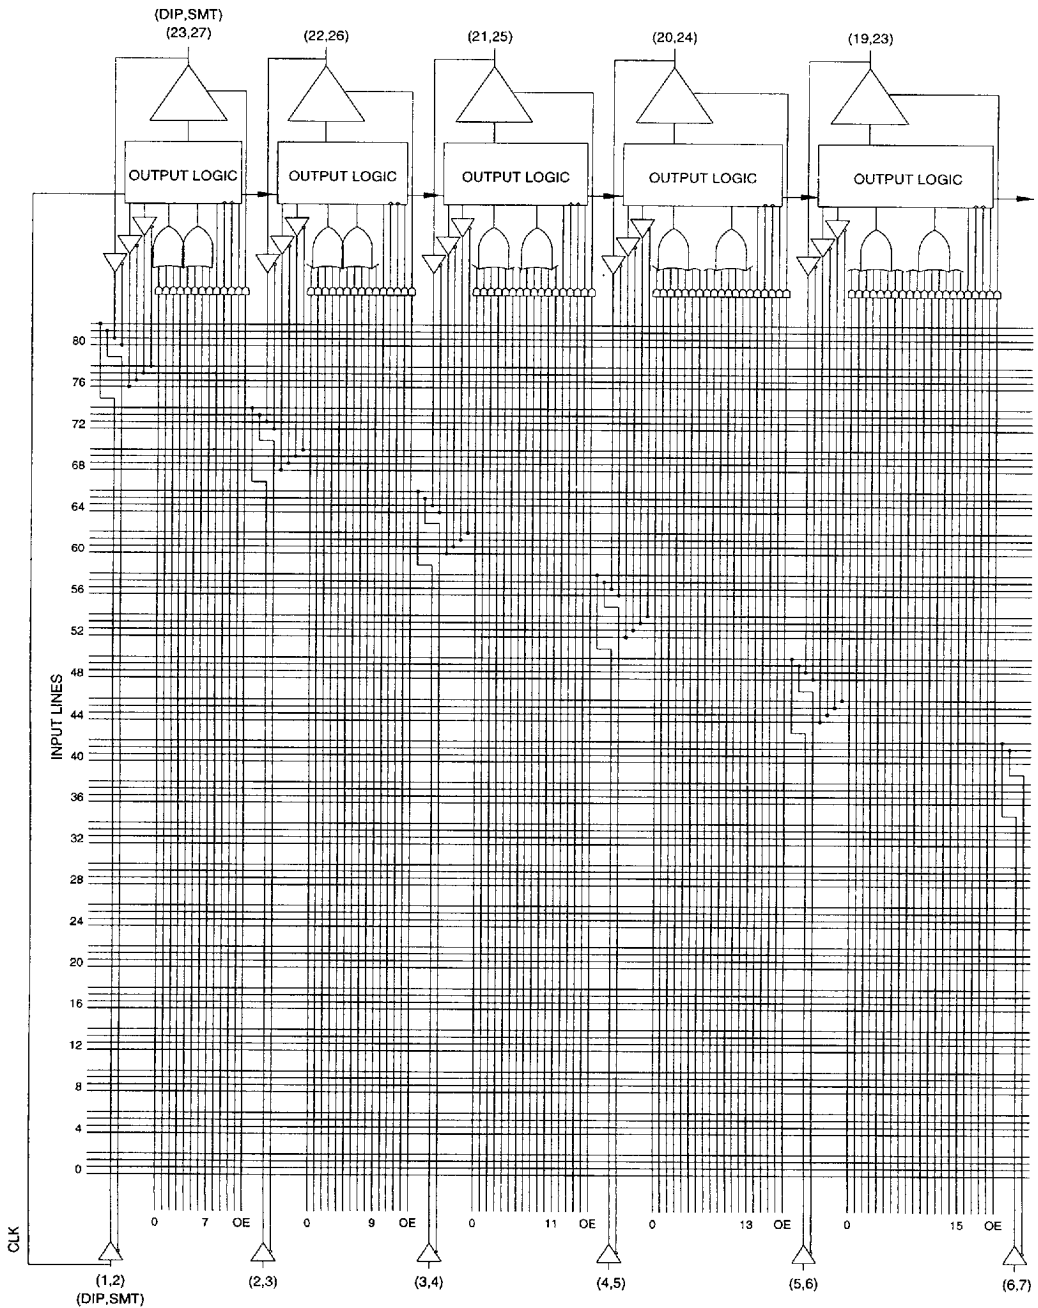 (DIP,SMT)
(23,27)
(22,26)
(21,25)
(20,24)
(19,23)
OUTPUT LOGIC
OUTPUT LOGIC
OUTPUT LOGIC
OUTPUT LOGIC
OUTPUT LOGIC
80
76
72
68
64
60
56
52
48
44
40
36
32
28
24
20
16
12
8
4
0
INPUT LINES
CLK
0 7 OE
0 9 OE
0 11 OE
0 13 OE
0 15 OE
(1,2)
(DIP,SMT)
(2,3)
(3,4)
(4,5)
(5,6)
(6,7)